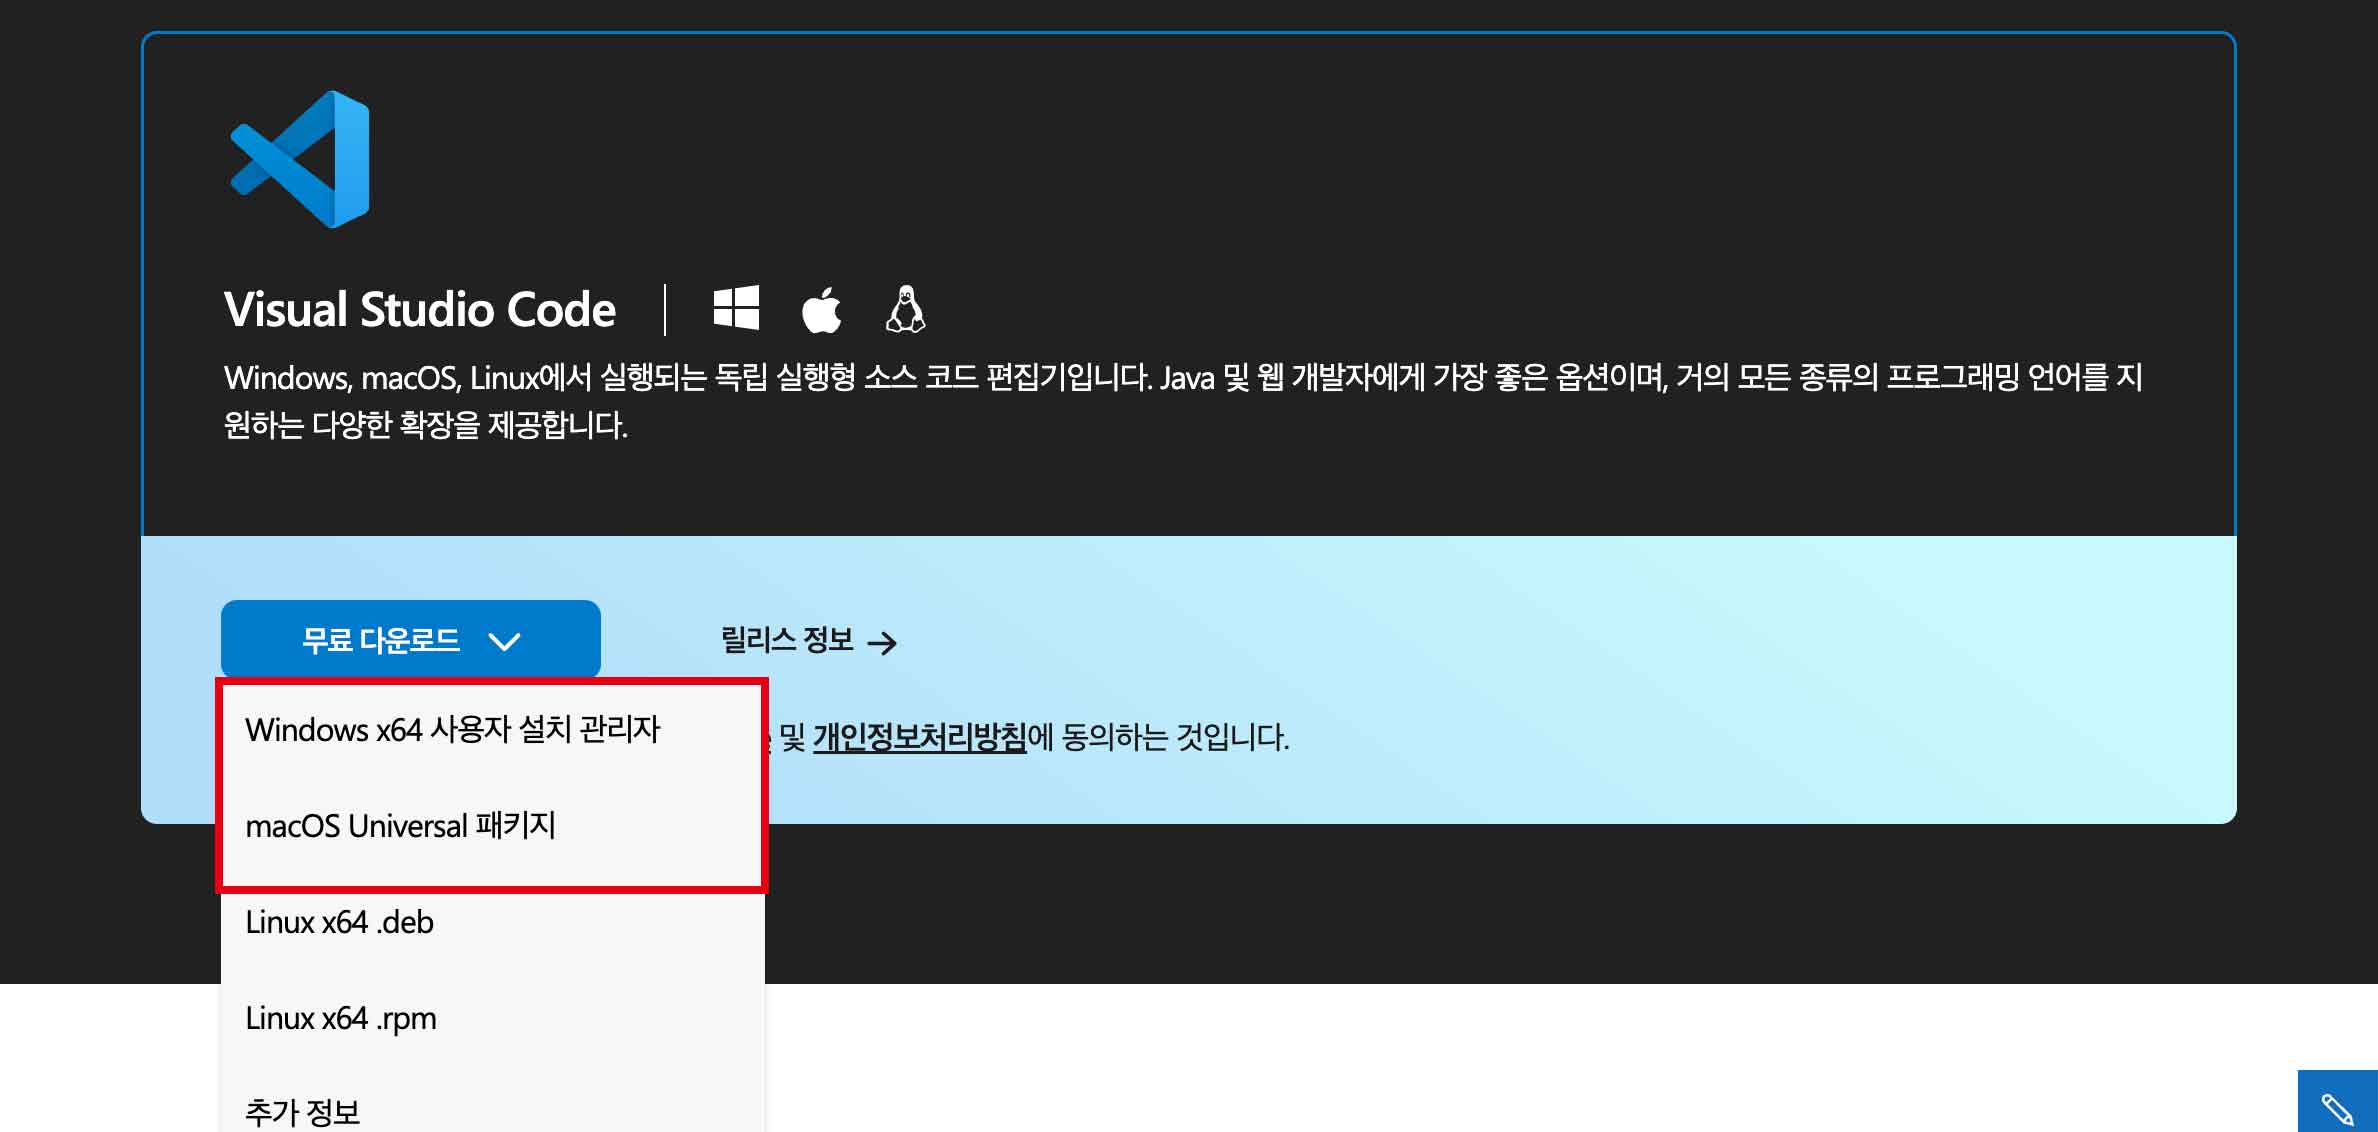 Visual Studio Code
Windows, macOS, Linux에서 실행되는 독립 실행형 소스 코드 편집기입니다. Java 및 웹 개발자에게 가장 좋은 옵션이며, 거의 모든 종류의 프로그래밍 언어를 지
원하는 다양한 확장을 제공합니다.
무료 다운로드
릴리스 정보
및 개인정보처리방침에 동의하는 것입니다.
Windows x64 사용자 설치 관리자
macOS Universal 패키지
Linux x64 .deb
Linux x64 .rpm
추가 정보